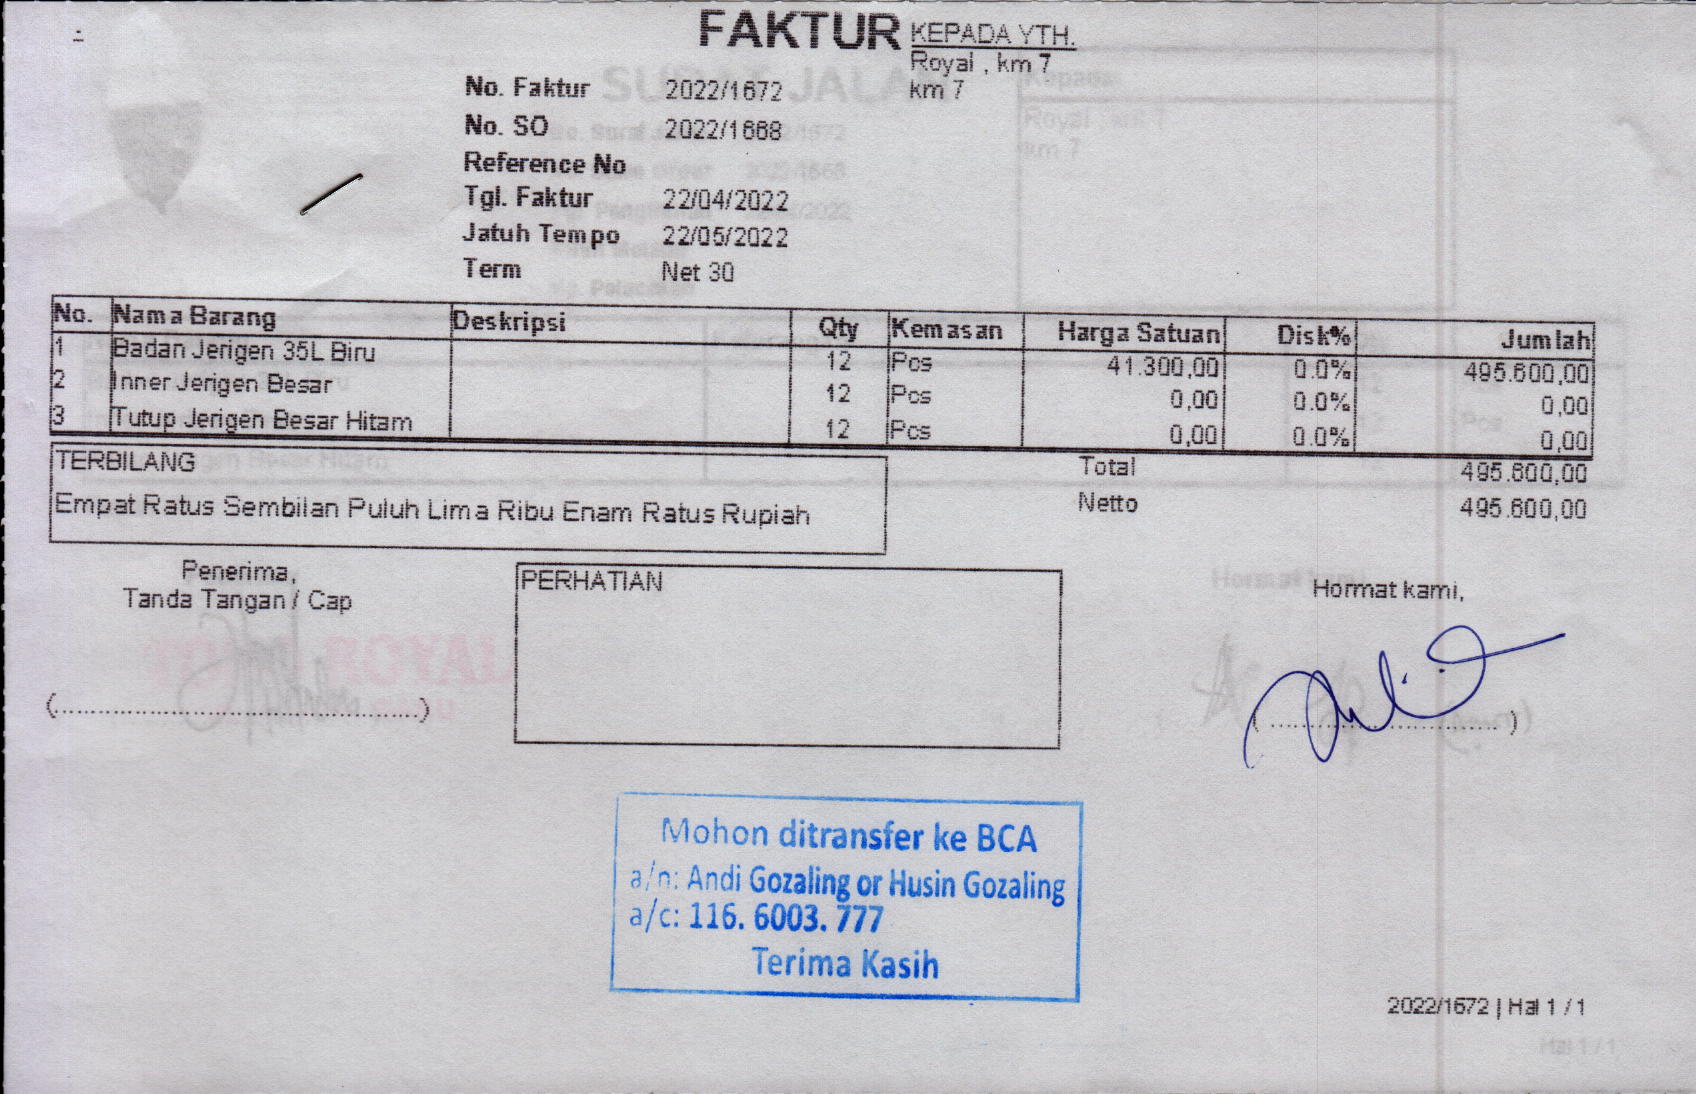 FAKTUR
KEPADA YTH.
Royal , km 7
km 7
No. Faktur 2022/1672
No. SO 2022/1668
Reference No
Tgl. Faktur 22/04/2022
Jatuh Tempo 22/05/2022
Term Net 30
No. Nama Barang Deskripsi Qty Kemasan Harga Satuan Disk% Jumlah
1 Badan Jerigen 35L Biru 12 Pcs 41.300,00 0.0% 495.600,00
2 Inner Jerigen Besar 12 Pcs 0,00 0.0% 0,00
3 Tutup Jerigen Besar Hitam 12 Pcs 0,00 0.0% 0,00
TERBILANG
Empat Ratus Sembilan Puluh Lima Ribu Enam Ratus Rupiah
Total 495.600,00
Netto 495.600,00
Penerima,
Tanda Tangan / Cap
(................................................)
PERHATIAN
Hormat kami,
( ................................ )
Mohon ditransfer ke BCA
a/n: Andi Gozaling or Husin Gozaling
a/c: 116. 6003. 777
Terima Kasih
2022/1672 | Hal 1 / 1